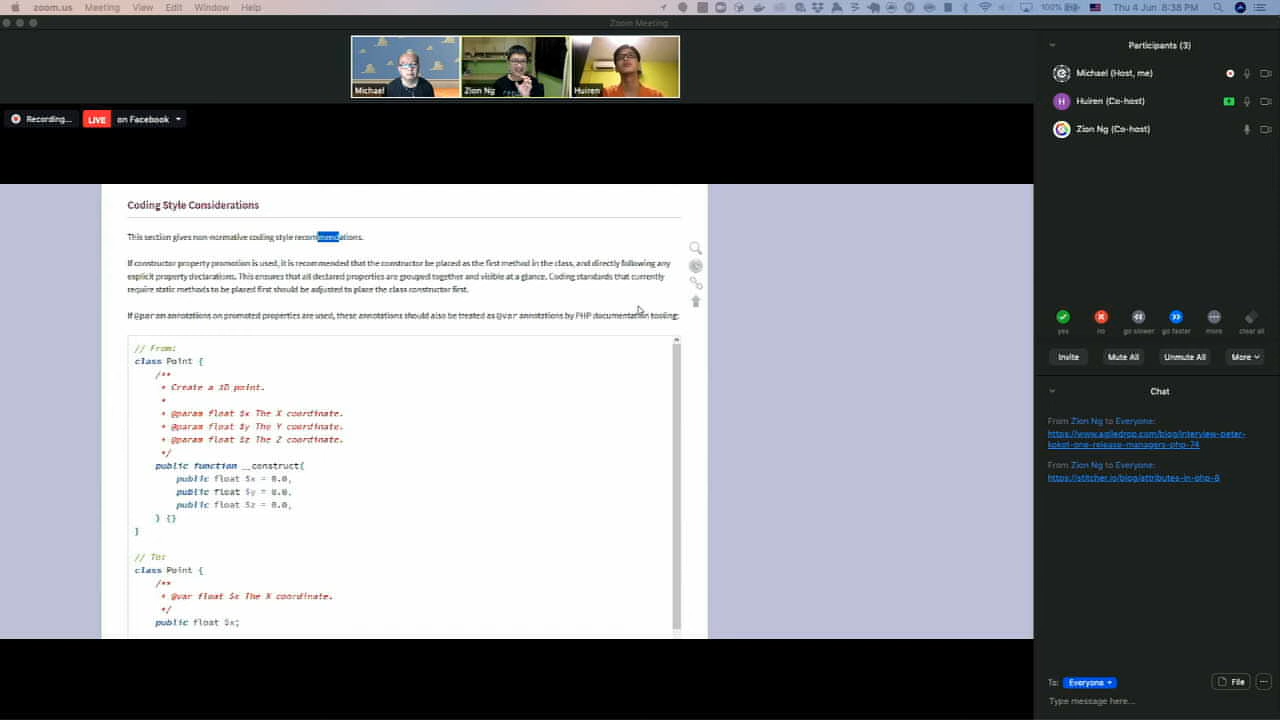 zoom.us Meeting View Edit Window Help
100% Thu 4 Jun 8:38 PM
Zoom Meeting
Michael
Zion Ng
Huiren
Recording...
LIVE on Facebook
Coding Style Considerations
This section gives non-normative coding style recommendations.
If constructor property promotion is used, it is recommended that the constructor be placed as the first method in the class, and directly following any
explicit property declarations. This ensures that all declared properties are grouped together and visible at a glance. Coding standards that currently
require static methods to be placed first should be adjusted to place the class constructor first.
If @param annotations on promoted properties are used, these annotations should also be treated as @var annotations by PHP documentation tooling:
// From:
class Point {
/**
* Create a 3D point.
*
* @param float $x The X coordinate.
* @param float $y The Y coordinate.
* @param float $z The Z coordinate.
*/
public function __construct(
public float $x = 0.0,
public float $y = 0.0,
public float $z = 0.0,
) {}
}
// To:
class Point {
/**
* @var float $x The X coordinate.
*/
public float $x;
Participants (3)
Michael (Host, me)
H Huiren (Co-host)
Zion Ng (Co-host)
yes no go slower go faster more clear all
Invite Mute All Unmute All More
Chat
From Zion Ng to Everyone:
https://www.agiledrop.com/blog/interview-peter-
kokot-one-release-managers-php-74
From Zion Ng to Everyone:
https://stitcher.io/blog/attributes-in-php-8
To: Everyone File
Type message here...